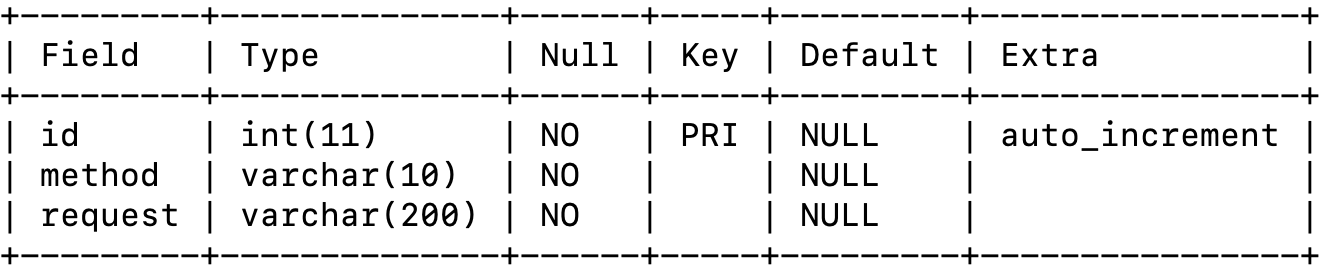 +---------+--------------+------+-----+---------+----------------+
| Field   | Type         | Null | Key | Default | Extra          |
+---------+--------------+------+-----+---------+----------------+
| id      | int(11)      | NO   | PRI | NULL    | auto_increment |
| method  | varchar(10)  | NO   |     | NULL    |                |
| request | varchar(200) | NO   |     | NULL    |                |
+---------+--------------+------+-----+---------+----------------+